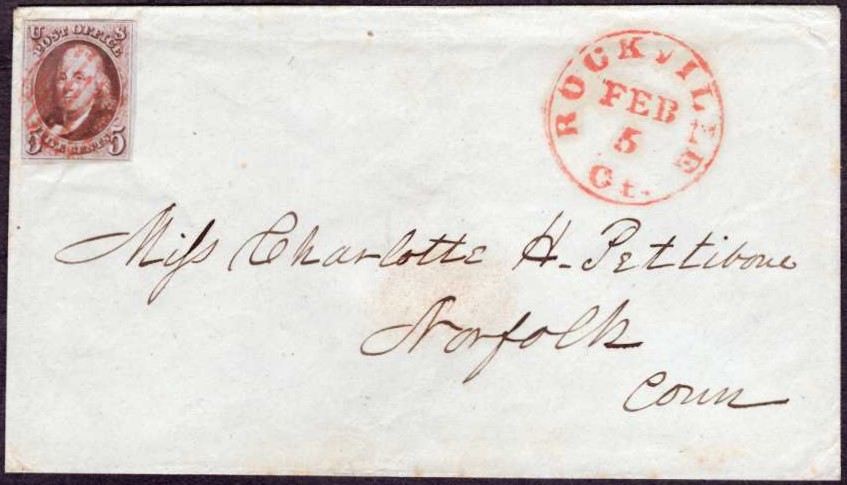 U S
POST OFFICE
5 FIVE CENTS 5
ROCKVILLE
FEB
5
Ct.
Miss Charlotte H. Pettibone
Norfolk
Conn